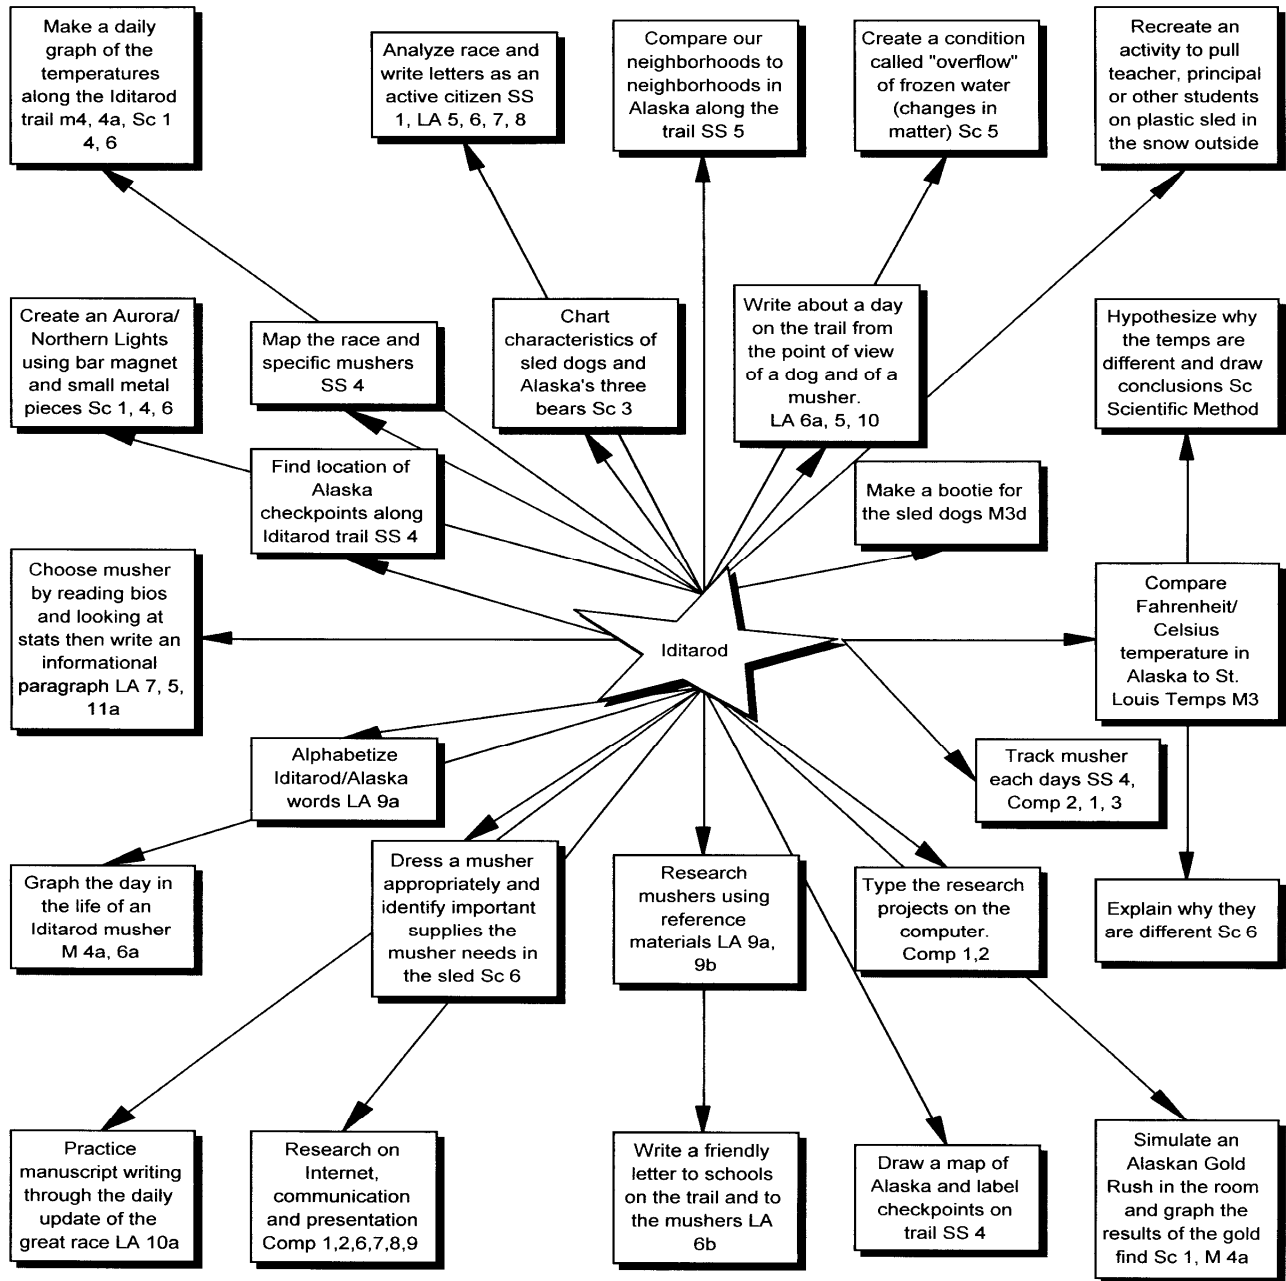 Make a daily
graph of the
temperatures
along the Iditarod
trail m4, 4a, Sc 1
4, 6
Analyze race and
write letters as an
active citizen SS
1, LA 5, 6, 7, 8
Compare our
neighborhoods to
neighborhoods in
Alaska along the
trail SS 5
Create a condition
called "overflow"
of frozen water
(changes in
matter) Sc 5
Recreate an
activity to pull
teacher, principal
or other students
on plastic sled in
the snow outside
Create an Aurora/
Northern Lights
using bar magnet
and small metal
pieces Sc 1, 4, 6
Map the race and
specific mushers
SS 4
Chart
characteristics of
sled dogs and
Alaska's three
bears Sc 3
Write about a day
on the trail from
the point of view
of a dog and of a
musher.
LA 6a, 5, 10
Hypothesize why
the temps are
different and draw
conclusions Sc
Scientific Method
Find location of
Alaska
checkpoints along
Iditarod trail SS 4
Make a bootie for
the sled dogs M3d
Choose musher
by reading bios
and looking at
stats then write an
informational
paragraph LA 7, 5,
11a
Iditarod
Compare
Fahrenheit/
Celsius
temperature in
Alaska to St.
Louis Temps M3
Alphabetize
Iditarod/Alaska
words LA 9a
Track musher
each days SS 4,
Comp 2, 1, 3
Graph the day in
the life of an
Iditarod musher
M 4a, 6a
Dress a musher
appropriately and
identify important
supplies the
musher needs in
the sled Sc 6
Research
mushers using
reference
materials LA 9a,
9b
Type the research
projects on the
computer.
Comp 1,2
Explain why they
are different Sc 6
Practice
manuscript writing
through the daily
update of the
great race LA 10a
Research on
Internet,
communication
and presentation
Comp 1,2,6,7,8,9
Write a friendly
letter to schools
on the trail and to
the mushers LA
6b
Draw a map of
Alaska and label
checkpoints on
trail SS 4
Simulate an
Alaskan Gold
Rush in the room
and graph the
results of the gold
find Sc 1, M 4a